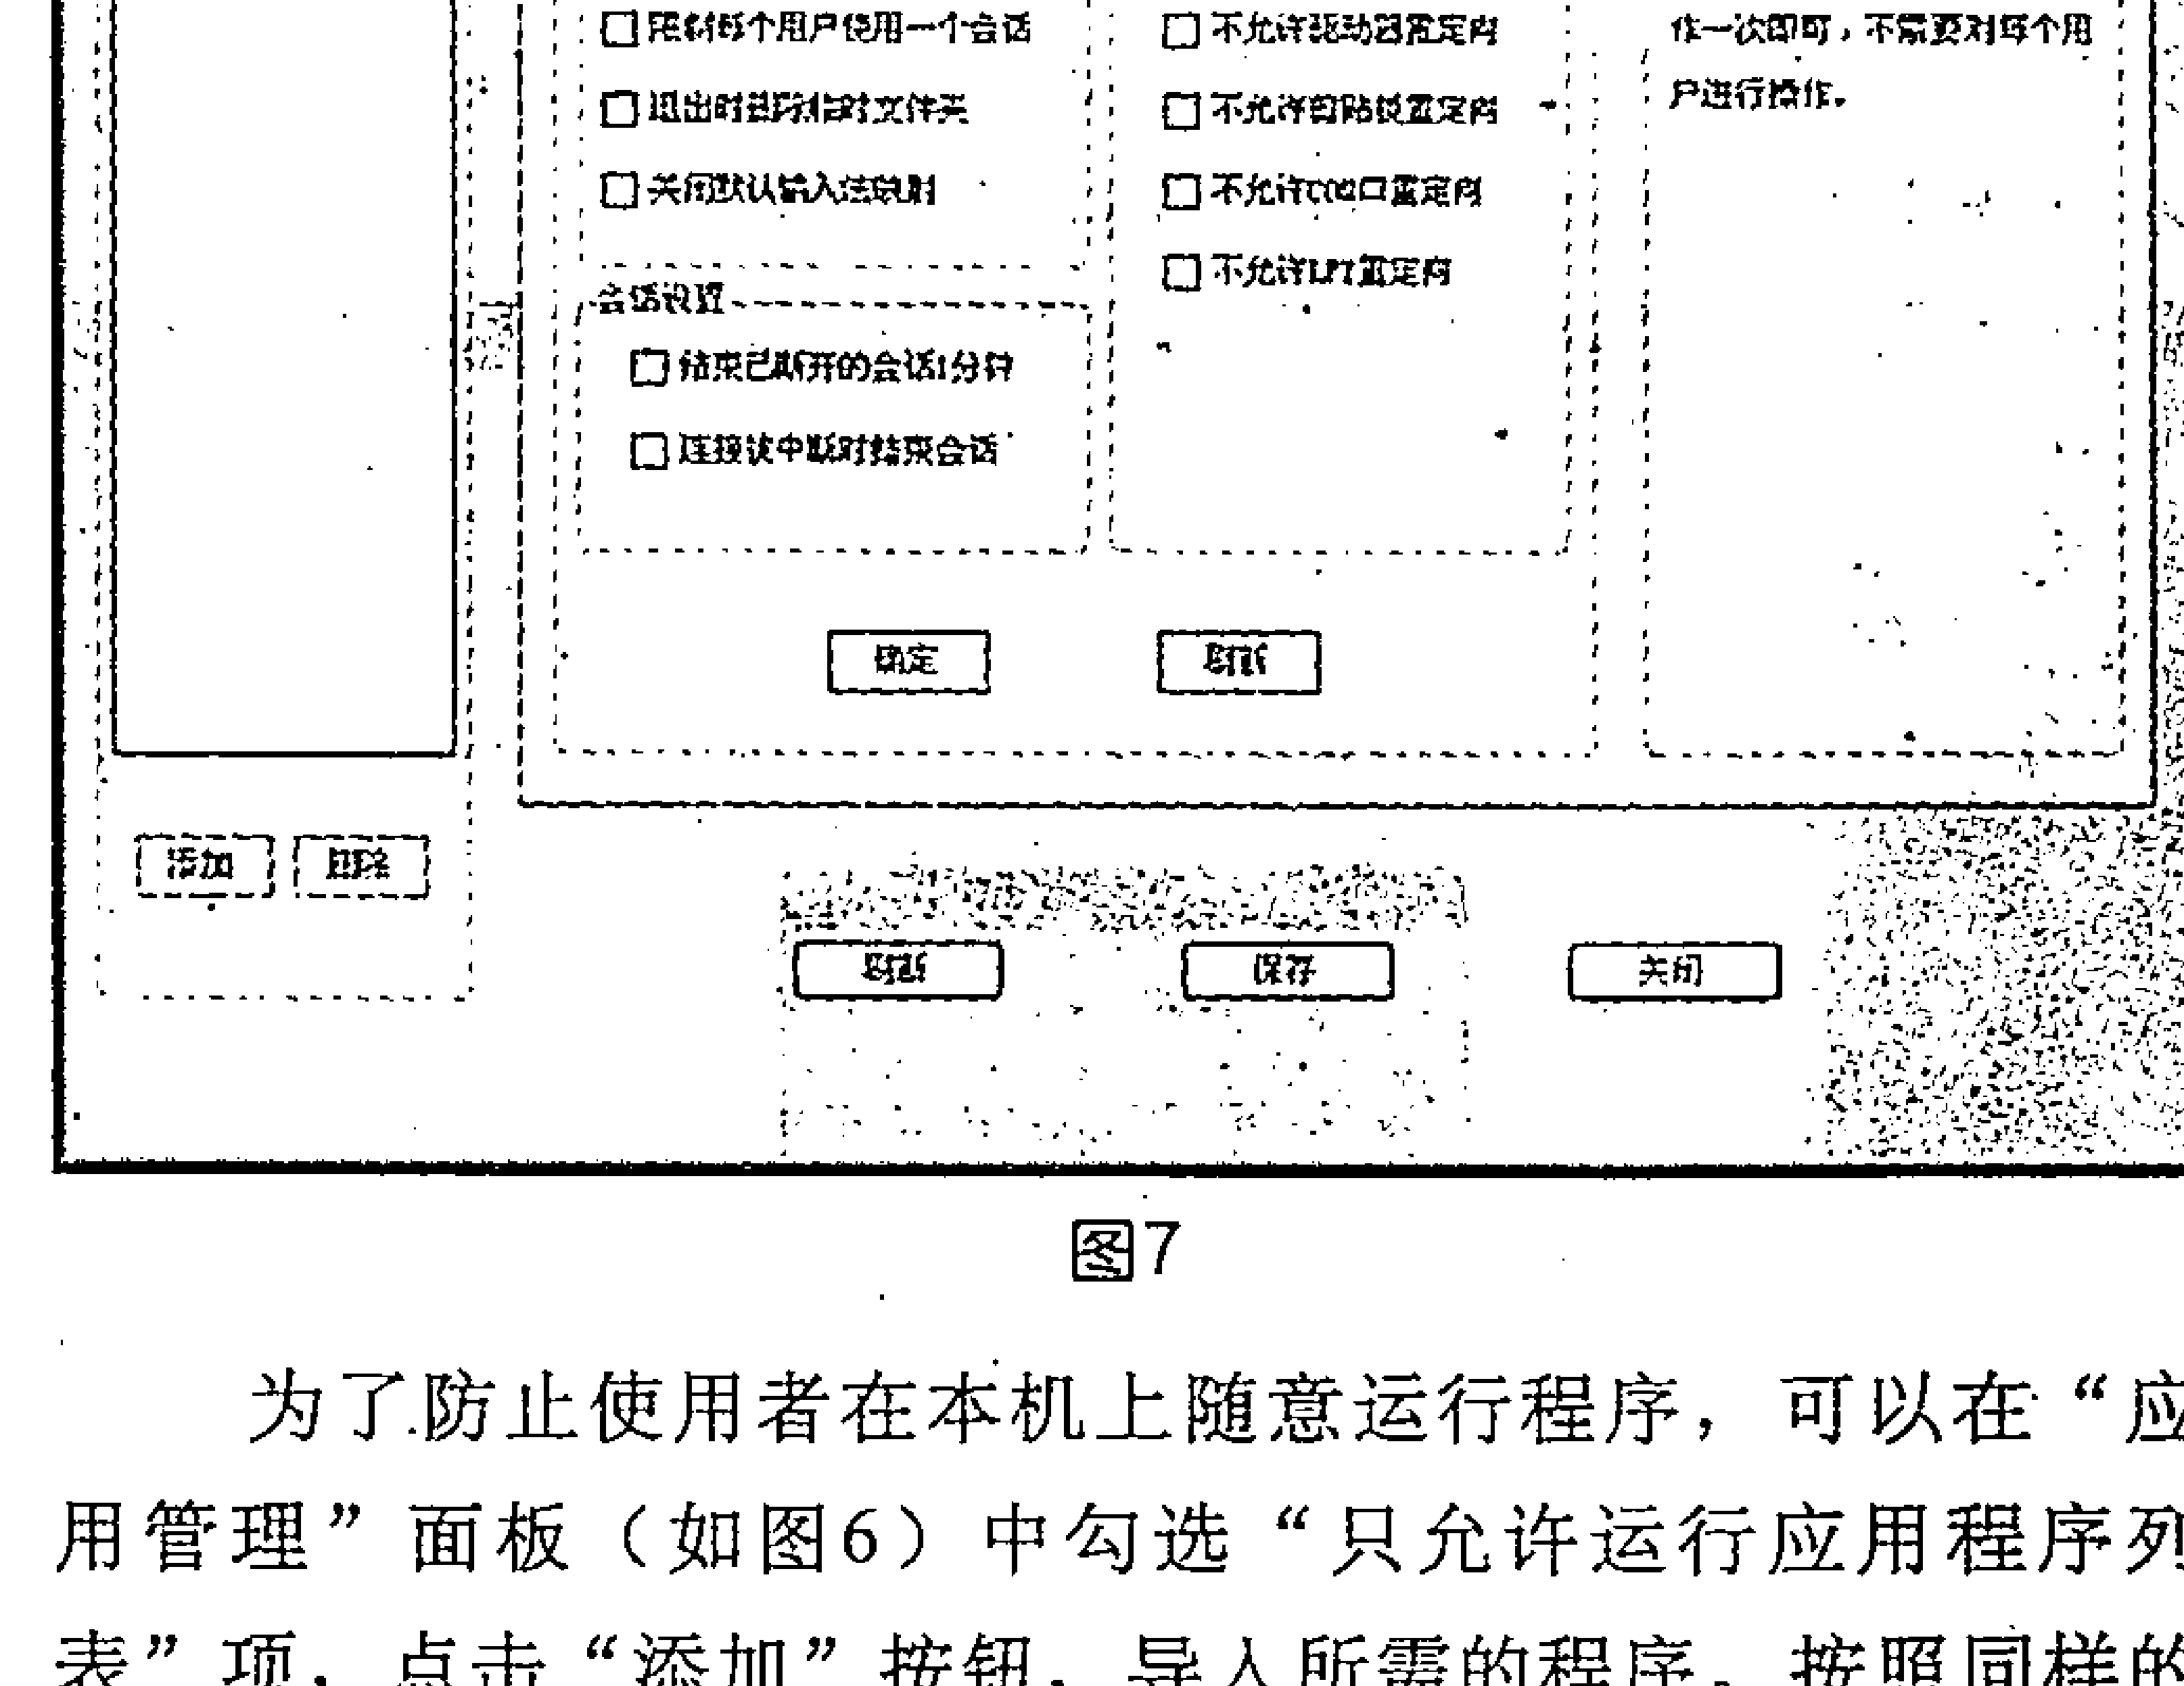 限制每个用户使用一个会话
退出时删除临时文件夹
关闭默认输入法映射
会话设置
结束已断开的会话1分钟
连接被中断时结束会话
不允许驱动器重定向
不允许剪贴板重定向
不允许COM口重定向
不允许LPT重定向
作一次即可，不需要对每个用
户进行操作。
确定
刷新
添加 删除
刷新 保存 关闭
图7
为了防止使用者在本机上随意运行程序，可以在“应
用管理”面板（如图6）中勾选“只允许运行应用程序列
表”项，点击“添加”按钮，导入所需的程序。按照同样的